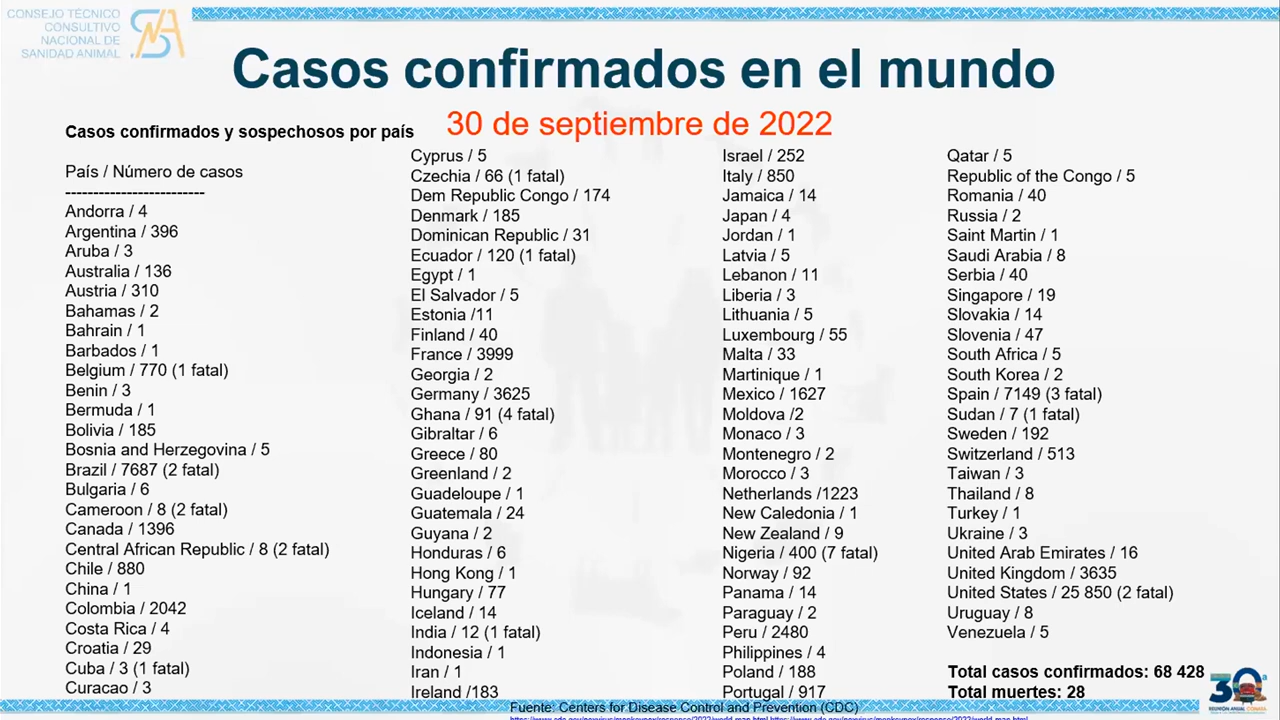 CONSEJO TÉCNICO
CONSULTIVO
NACIONAL DE
SANIDAD ANIMAL
Casos confirmados en el mundo
30 de septiembre de 2022
Casos confirmados y sospechosos por país
País / Número de casos
-------------------------
Andorra / 4
Argentina / 396
Aruba / 3
Australia / 136
Austria / 310
Bahamas / 2
Bahrain / 1
Barbados / 1
Belgium / 770 (1 fatal)
Benin / 3
Bermuda / 1
Bolivia / 185
Bosnia and Herzegovina / 5
Brazil / 7687 (2 fatal)
Bulgaria / 6
Cameroon / 8 (2 fatal)
Canada / 1396
Central African Republic / 8 (2 fatal)
Chile / 880
China / 1
Colombia / 2042
Costa Rica / 4
Croatia / 29
Cuba / 3 (1 fatal)
Curacao / 3
Cyprus / 5
Czechia / 66 (1 fatal)
Dem Republic Congo / 174
Denmark / 185
Dominican Republic / 31
Ecuador / 120 (1 fatal)
Egypt / 1
El Salvador / 5
Estonia /11
Finland / 40
France / 3999
Georgia / 2
Germany / 3625
Ghana / 91 (4 fatal)
Gibraltar / 6
Greece / 80
Greenland / 2
Guadeloupe / 1
Guatemala / 24
Guyana / 2
Honduras / 6
Hong Kong / 1
Hungary / 77
Iceland / 14
India / 12 (1 fatal)
Indonesia / 1
Iran / 1
Ireland /183
Israel / 252
Italy / 850
Jamaica / 14
Japan / 4
Jordan / 1
Latvia / 5
Lebanon / 11
Liberia / 3
Lithuania / 5
Luxembourg / 55
Malta / 33
Martinique / 1
Mexico / 1627
Moldova /2
Monaco / 3
Montenegro / 2
Morocco / 3
Netherlands /1223
New Caledonia / 1
New Zealand / 9
Nigeria / 400 (7 fatal)
Norway / 92
Panama / 14
Paraguay / 2
Peru / 2480
Philippines / 4
Poland / 188
Portugal / 917
Qatar / 5
Republic of the Congo / 5
Romania / 40
Russia / 2
Saint Martin / 1
Saudi Arabia / 8
Serbia / 40
Singapore / 19
Slovakia / 14
Slovenia / 47
South Africa / 5
South Korea / 2
Spain / 7149 (3 fatal)
Sudan / 7 (1 fatal)
Sweden / 192
Switzerland / 513
Taiwan / 3
Thailand / 8
Turkey / 1
Ukraine / 3
United Arab Emirates / 16
United Kingdom / 3635
United States / 25 850 (2 fatal)
Uruguay / 8
Venezuela / 5
Total casos confirmados: 68 428
Total muertes: 28
30ª
REUNIÓN ANUAL CONASA
Fuente: Centers for Disease Control and Prevention (CDC)